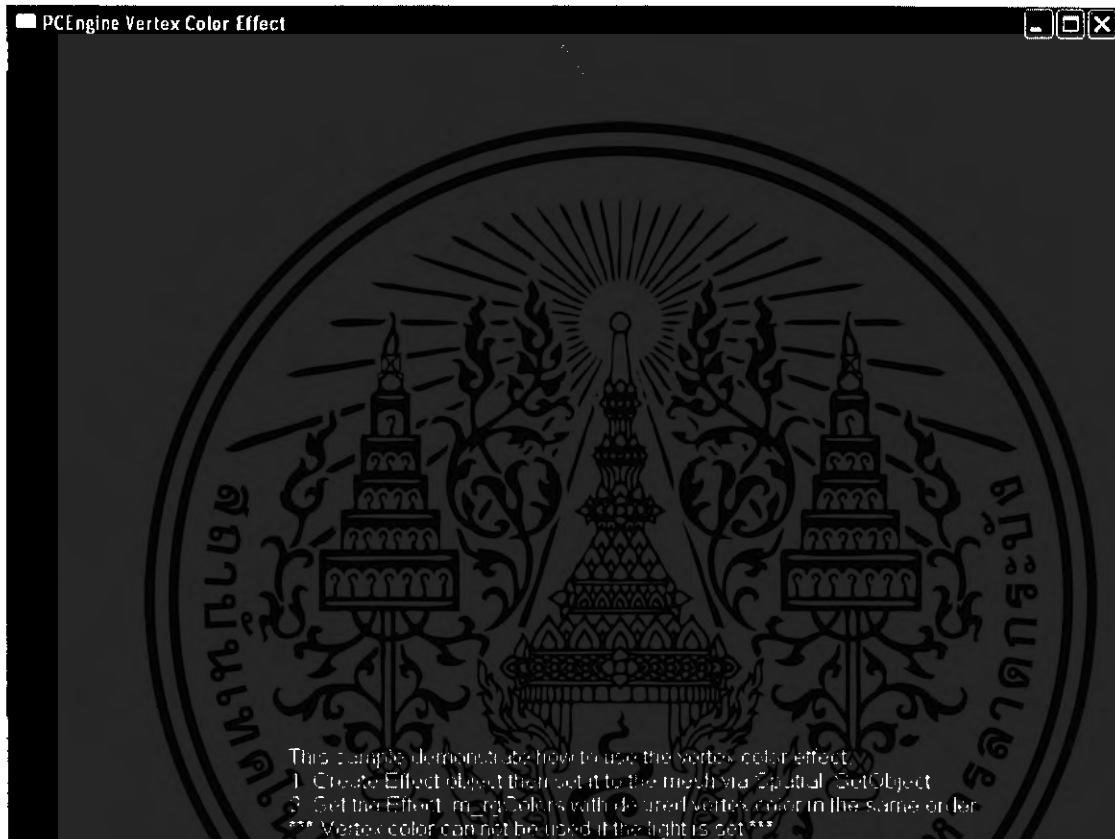 PCEngine Vertex Color Effect
This sample demonstrate how to use the vertex color effect
1. Create Effect object then set it to the mesh via Spatial::SetObject
2. Set the Effect m_rgColors with desired vertex color in the same order
*** Vertex color can not be used if the light is set ***